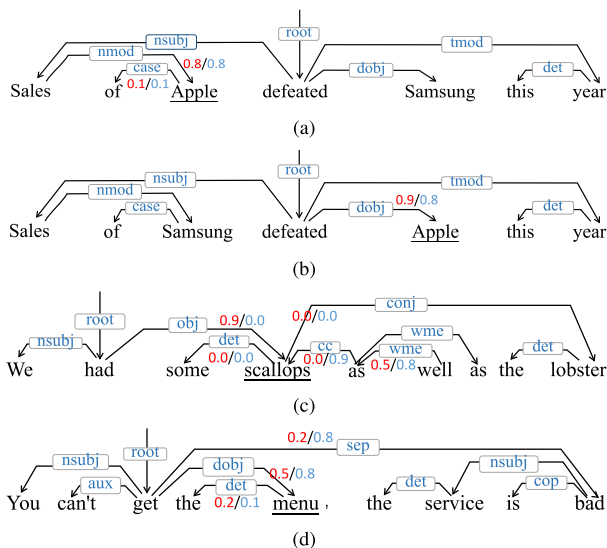 root
nsubj tmod
nmod 0.8/0.8
case dobj det
0.1/0.1
Sales of Apple defeated Samsung this year
(a)
root
nsubj tmod
nmod 0.9/0.8
case dobj det
Sales of Samsung defeated Apple this year
(b)
conj
root obj 0.9/0.0 0.0/0.0
wme
nsubj det cc wme det
0.0/0.0 0.0/0.9 0.5/0.8
We had some scallops as well as the lobster
(c)
0.2/0.8
root sep
nsubj dobj 0.5/0.8 nsubj
aux det det cop
0.2/0.1
You can't get the menu , the service is bad
(d)